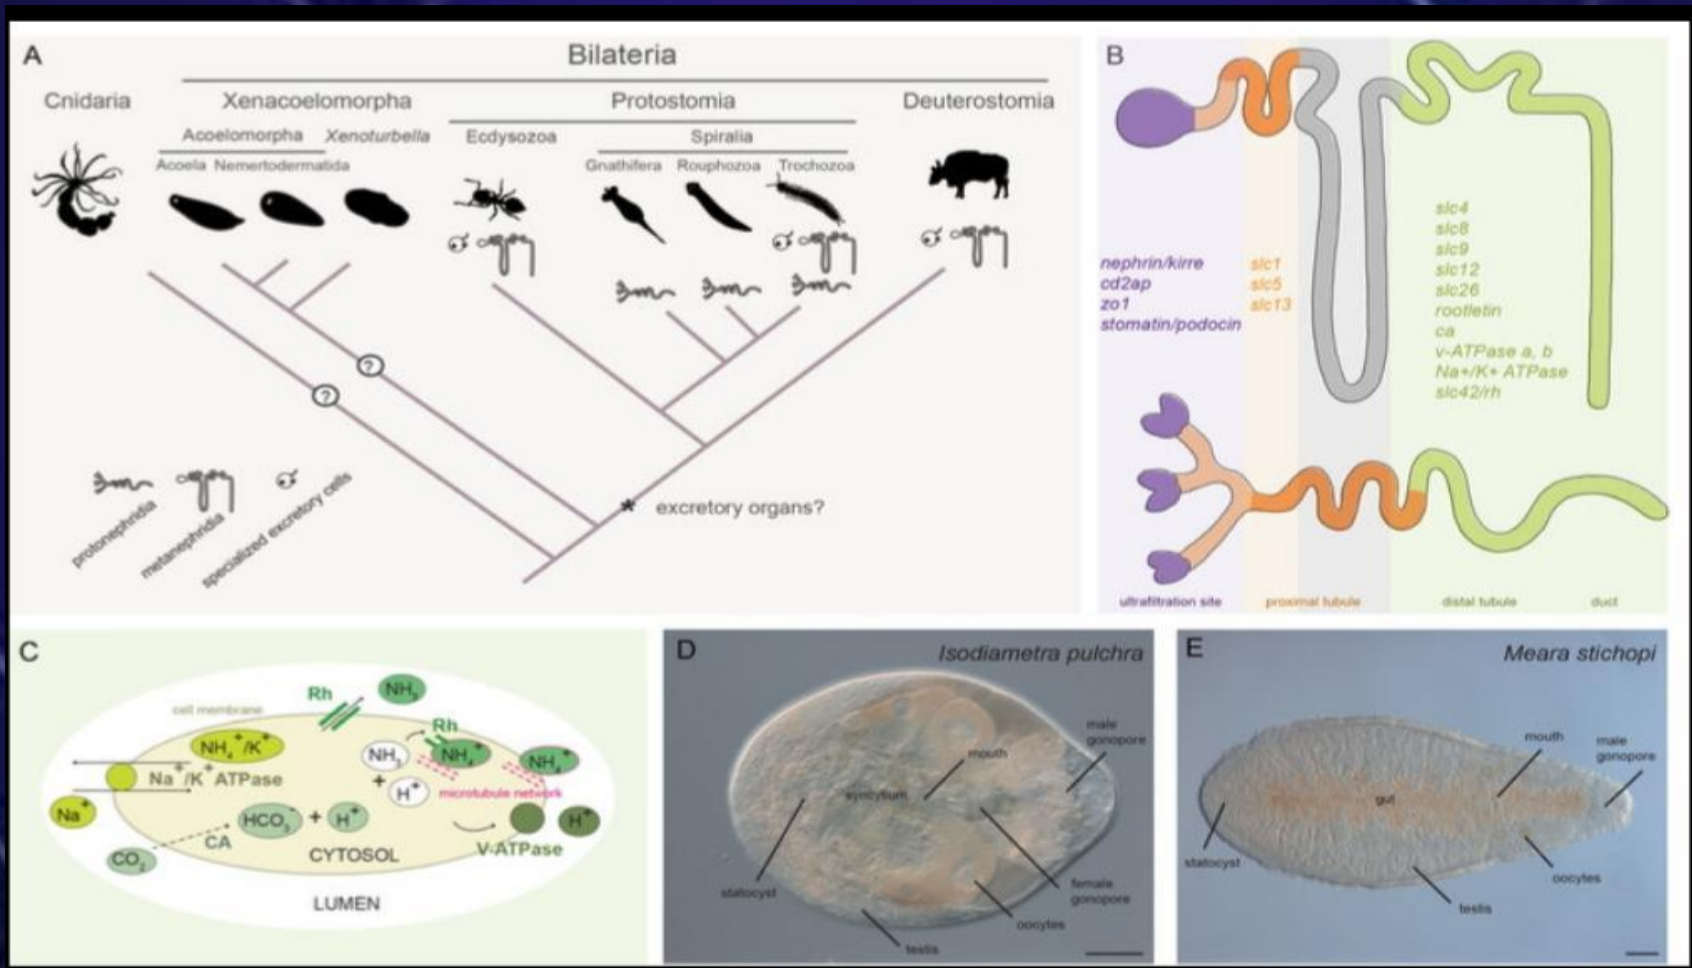 A
Bilateria
Cnidaria
Xenacoelomorpha
Protostomia
Deuterostomia
Acoelomorpha
Xenoturbella
Ecdysozoa
Spiralia
Acoela
Nemertodermatida
Gnathifera
Rouphozoa
Trochozoa
?
?
* excretory organs?
protonephridia
metanephridia
specialized excretory cells
B
nephrin/kirre
cd2ap
zo1
stomatin/podocin
slc1
slc5
slc13
slc4
slc8
slc9
slc12
slc26
rootletin
ca
v-ATPase a, b
Na+/K+ ATPase
slc42/rh
ultrafiltration site
proximal tubule
distal tubule
duct
C
Rh
NH₃
cell membrane
NH₄⁺/K⁺
Rh
NH₃
NH₄⁺
NH₄⁺
Na⁺/K⁺ ATPase
+
H⁺
microtubule network
Na⁺
HCO₃⁻ + H⁺
H⁺
CA
V-ATPase
CO₂
CYTOSOL
LUMEN
D
Isodiametra pulchra
male
gonopore
mouth
syncytium
statocyst
female
gonopore
oocytes
testis
E
Meara stichopi
mouth
male
gonopore
gut
statocyst
oocytes
testis